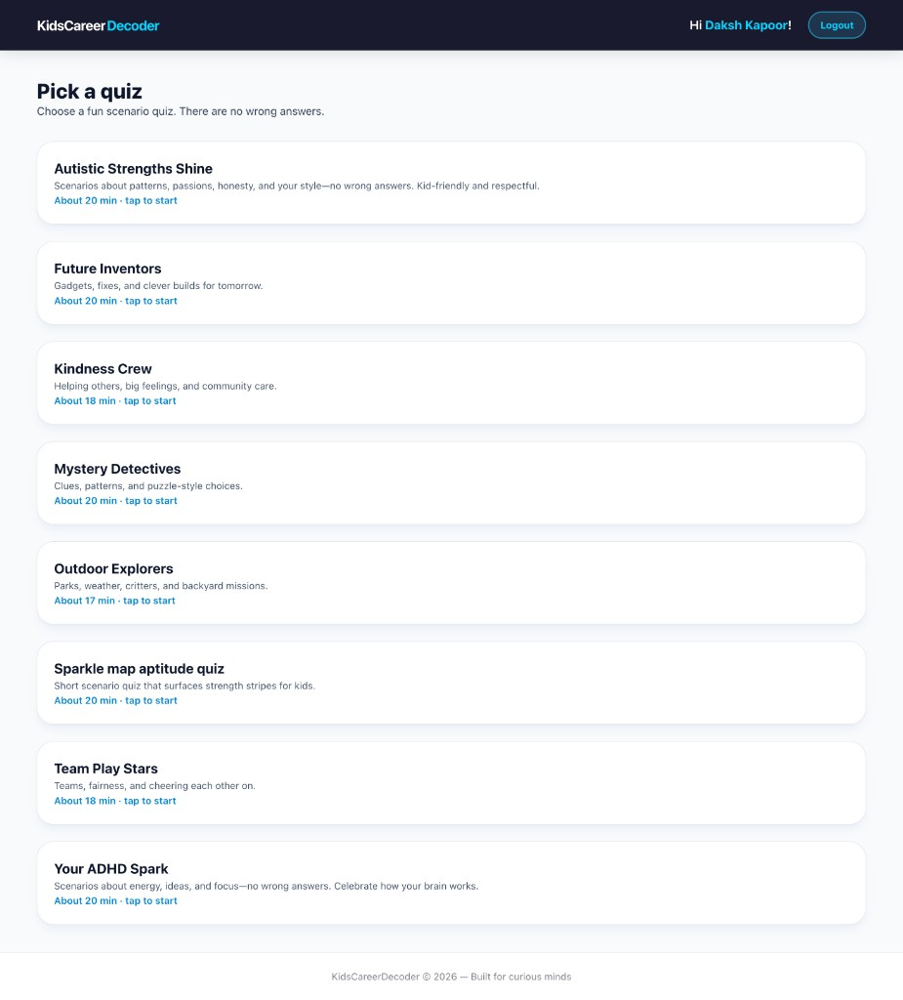 KidsCareerDecoder
Hi Daksh Kapoor!
Logout
Pick a quiz
Choose a fun scenario quiz. There are no wrong answers.
Autistic Strengths Shine
Scenarios about patterns, passions, honesty, and your style—no wrong answers. Kid-friendly and respectful.
About 20 min · tap to start
Future Inventors
Gadgets, fixes, and clever builds for tomorrow.
About 20 min · tap to start
Kindness Crew
Helping others, big feelings, and community care.
About 18 min · tap to start
Mystery Detectives
Clues, patterns, and puzzle-style choices.
About 20 min · tap to start
Outdoor Explorers
Parks, weather, critters, and backyard missions.
About 17 min · tap to start
Sparkle map aptitude quiz
Short scenario quiz that surfaces strength stripes for kids.
About 20 min · tap to start
Team Play Stars
Teams, fairness, and cheering each other on.
About 18 min · tap to start
Your ADHD Spark
Scenarios about energy, ideas, and focus—no wrong answers. Celebrate how your brain works.
About 20 min · tap to start
KidsCareerDecoder © 2026 — Built for curious minds